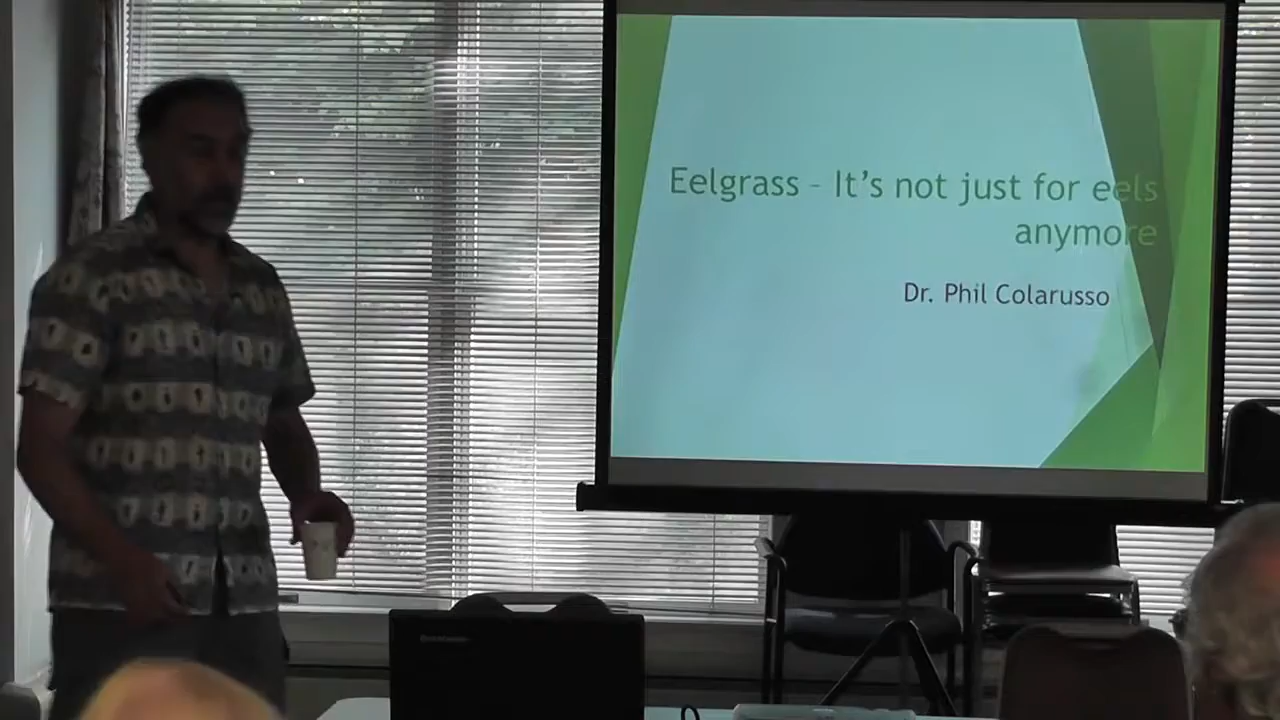 Eelgrass – It's not just for eels
anymore
Dr. Phil Colarusso